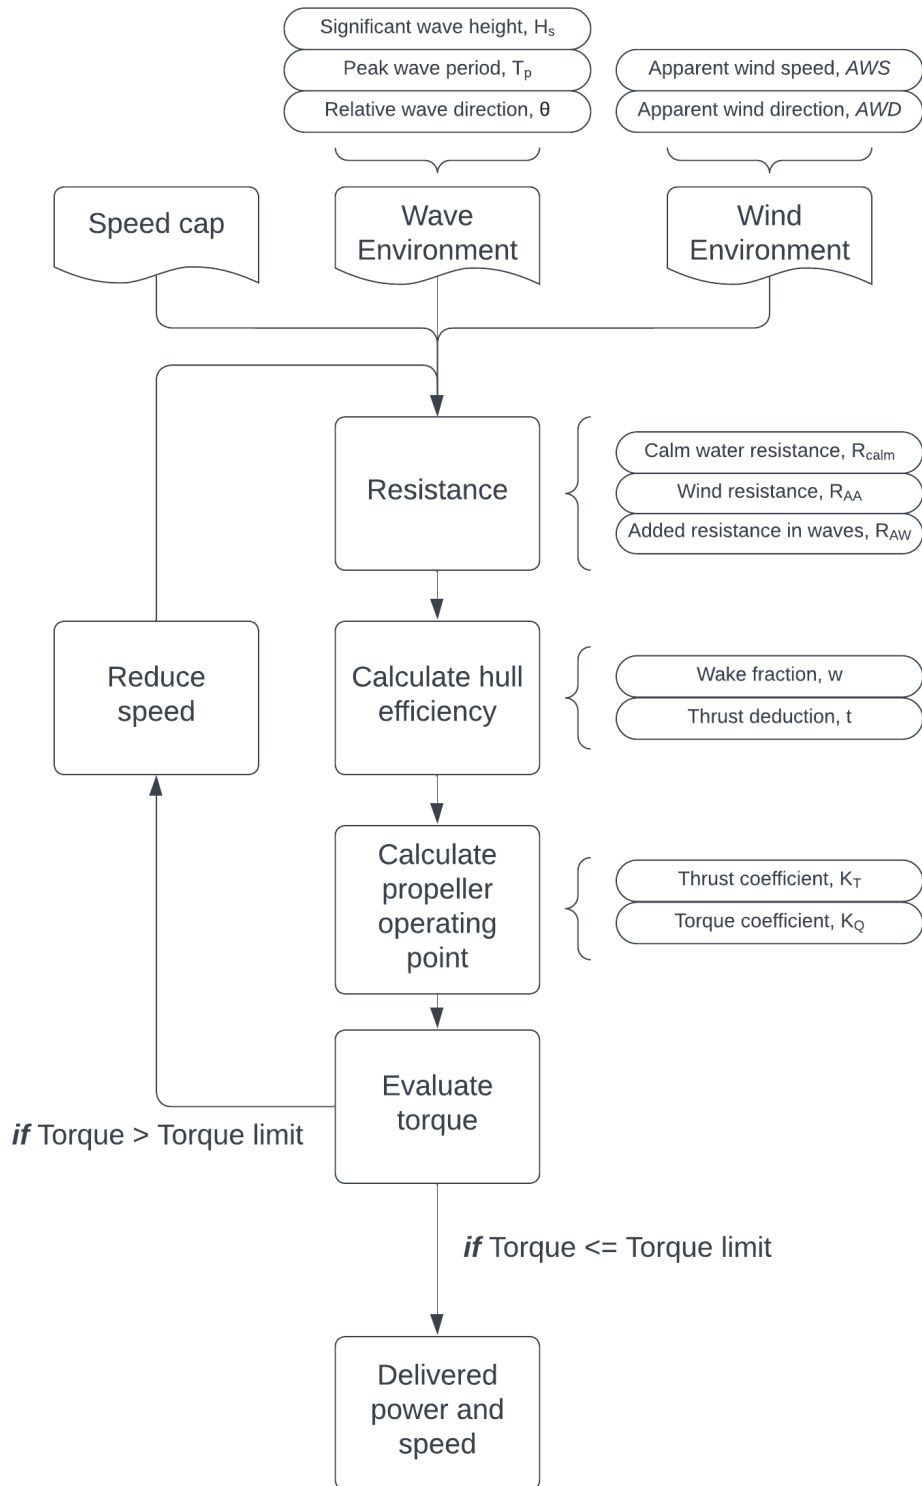 Significant wave height, Hs
Peak wave period, Tp
Relative wave direction, θ
Apparent wind speed, AWS
Apparent wind direction, AWD
Speed cap
Wave
Environment
Wind
Environment
Resistance
Calm water resistance, Rcalm
Wind resistance, RAA
Added resistance in waves, RAW
Reduce
speed
Calculate hull
efficiency
Wake fraction, w
Thrust deduction, t
Calculate
propeller
operating
point
Thrust coefficient, KT
Torque coefficient, KQ
Evaluate
torque
if Torque > Torque limit
if Torque <= Torque limit
Delivered
power and
speed